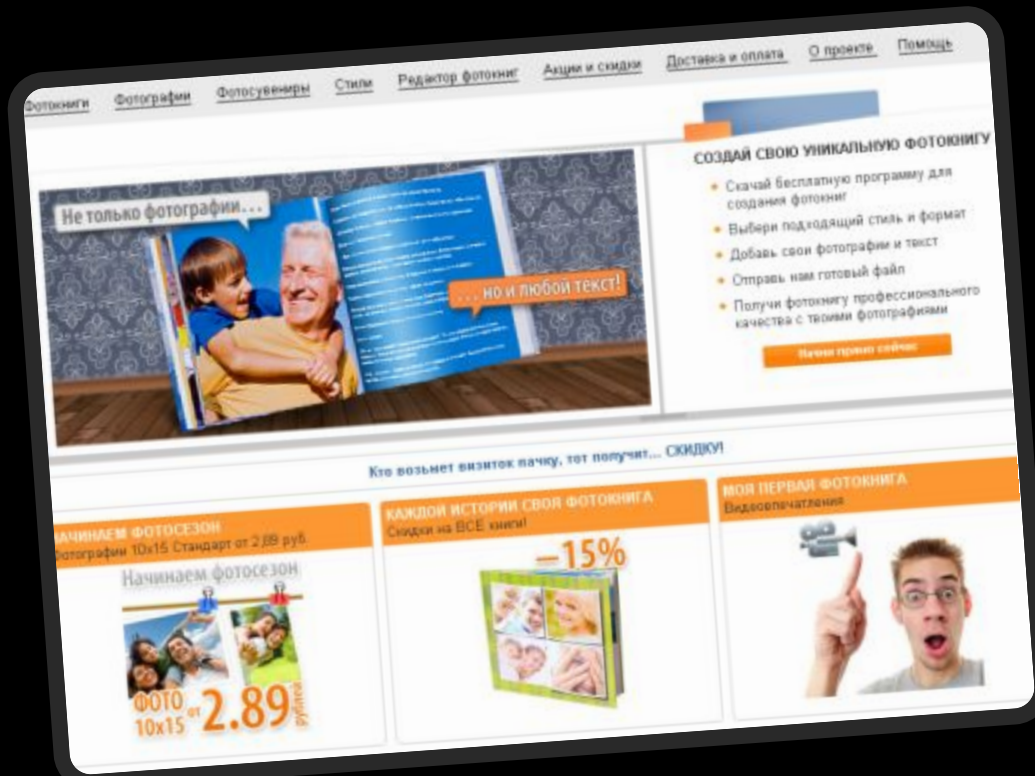 Фотокниги Фотографии Фотосувениры Стили Редактор фотокниг Акции и скидки Доставка и оплата О проекте Помощь
Не только фотографии...
... но и любой текст!
СОЗДАЙ СВОЮ УНИКАЛЬНУЮ ФОТОКНИГУ
Скачай бесплатную программу для
создания фотокниг
Выбери подходящий стиль и формат
Добавь свои фотографии и текст
Отправь нам готовый файл
Получи фотокнигу профессионального
качества с твоими фотографиями
Начни прямо сейчас
Кто возьмет визиток пачку, тот получит... СКИДКУ!
НАЧИНАЕМ ФОТОСЕЗОН
Фотографии 10x15 Стандарт от 2,89 руб.
Начинаем фотосезон
ФОТО
10x15 от 2.89 рублей
КАЖДОЙ ИСТОРИИ СВОЯ ФОТОКНИГА
Скидки на ВСЕ книги!
–15%
МОЯ ПЕРВАЯ ФОТОКНИГА
Видеовпечатления